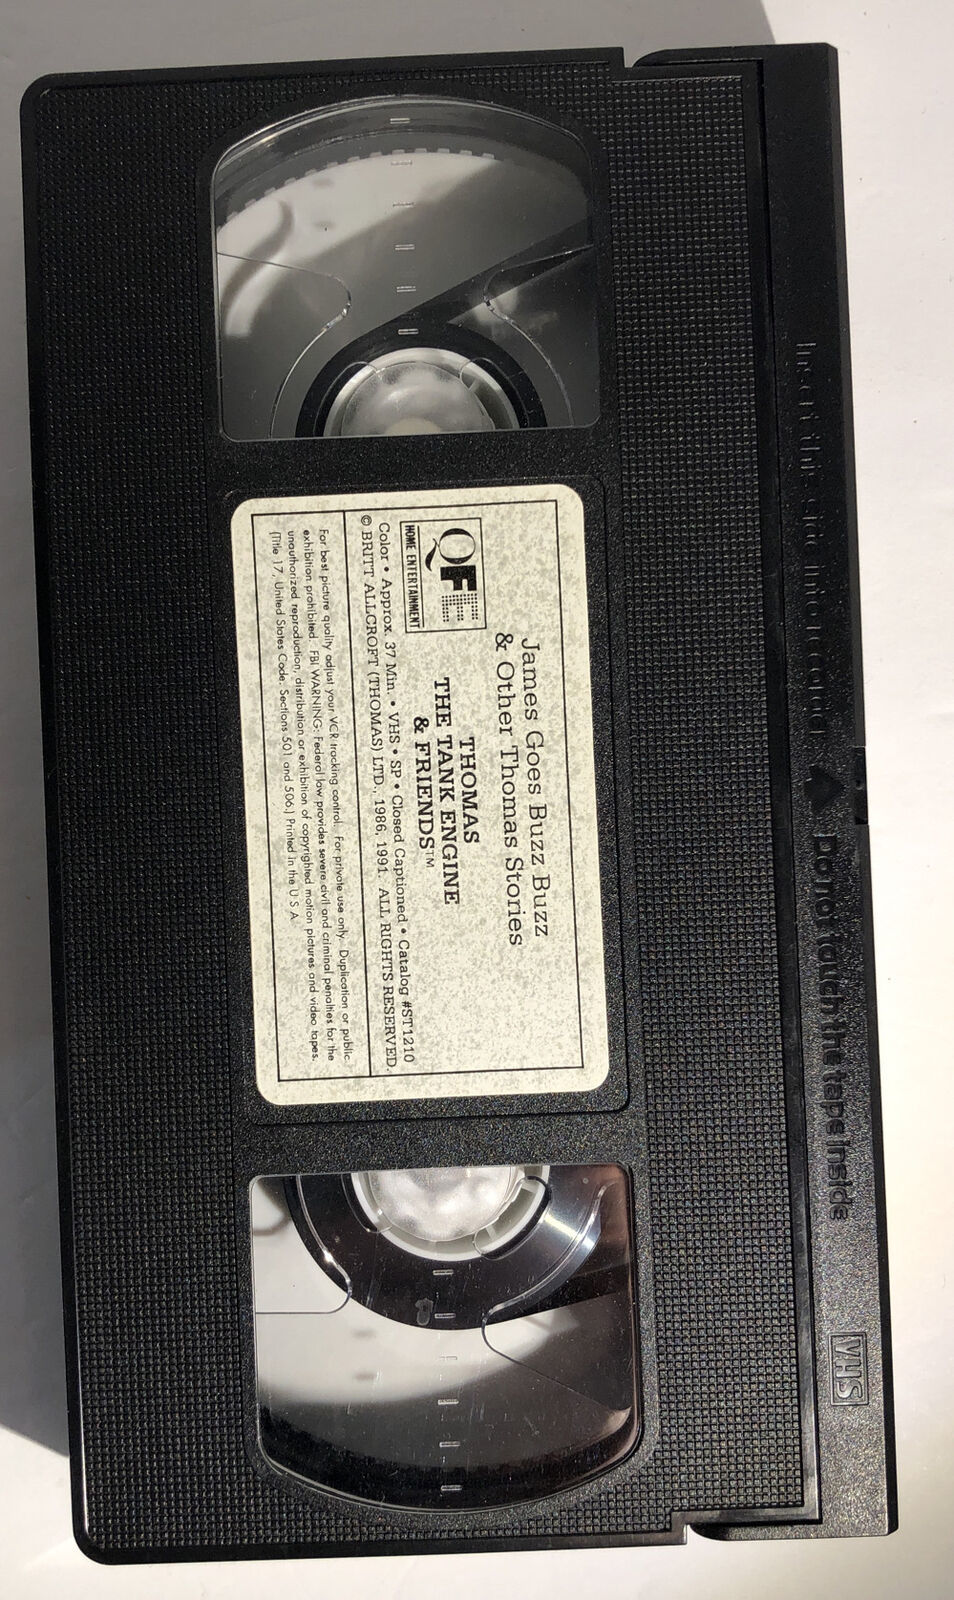 James Goes Buzz Buzz
& Other Thomas Stories
QFE
HOME ENTERTAINMENT
THOMAS
THE TANK ENGINE
& FRIENDS™
Color • Approx. 37 Min. • VHS • SP • Closed Captioned • Catalog #ST1210
© BRITT ALLCROFT (THOMAS) LTD., 1986, 1991. ALL RIGHTS RESERVED.
For best picture quality adjust your VCR tracking control. For private use only. Duplication or public
exhibition prohibited. FBI WARNING: Federal law provides severe civil and criminal penalties for the
unauthorized reproduction, distribution or exhibition of copyrighted motion pictures and video tapes.
(Title 17, United States Code, Sections 501 and 506.) Printed in the U S A
Insert this side into recorder ▲ Do not touch the tape inside
VHS